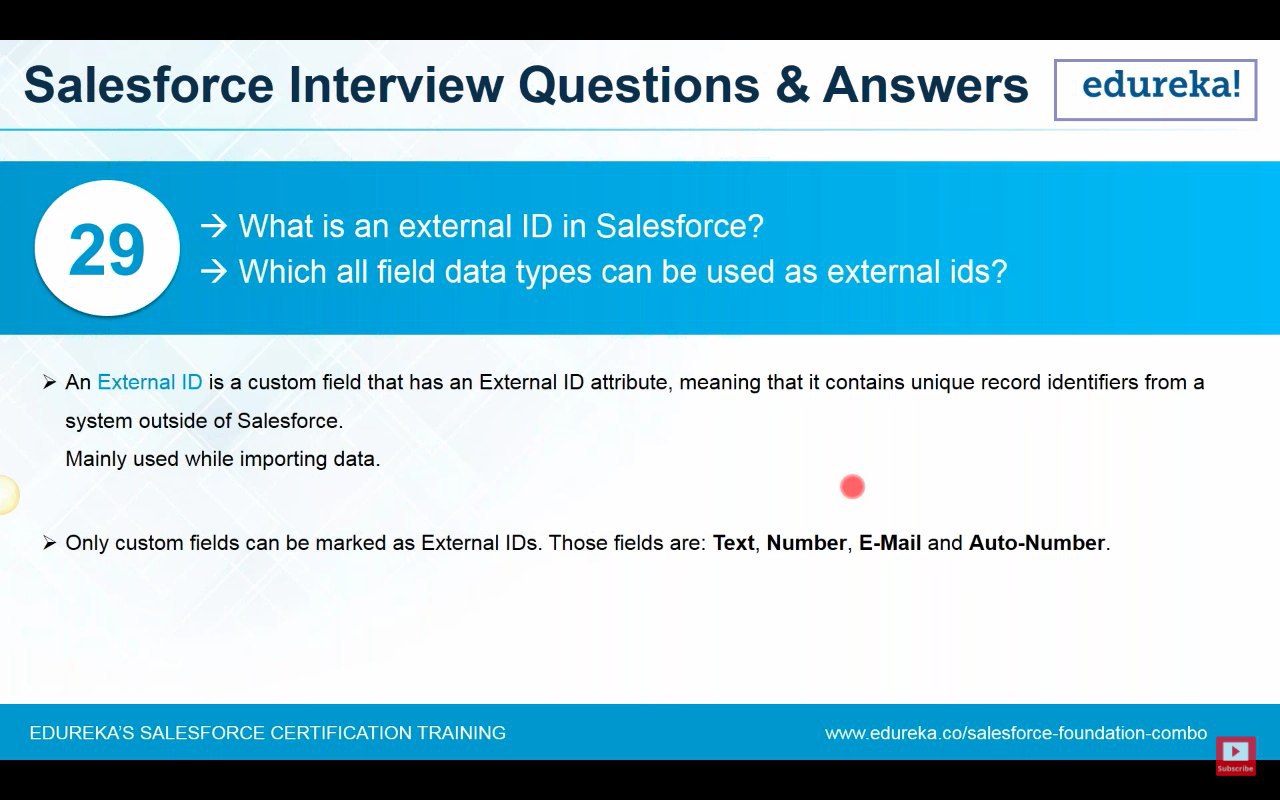 Salesforce Interview Questions & Answers
edureka!
29
→ What is an external ID in Salesforce?
→ Which all field data types can be used as external ids?
➢ An External ID is a custom field that has an External ID attribute, meaning that it contains unique record identifiers from a
system outside of Salesforce.
Mainly used while importing data.
➢ Only custom fields can be marked as External IDs. Those fields are: Text, Number, E-Mail and Auto-Number.
EDUREKA'S SALESFORCE CERTIFICATION TRAINING
www.edureka.co/salesforce-foundation-combo
Subscribe